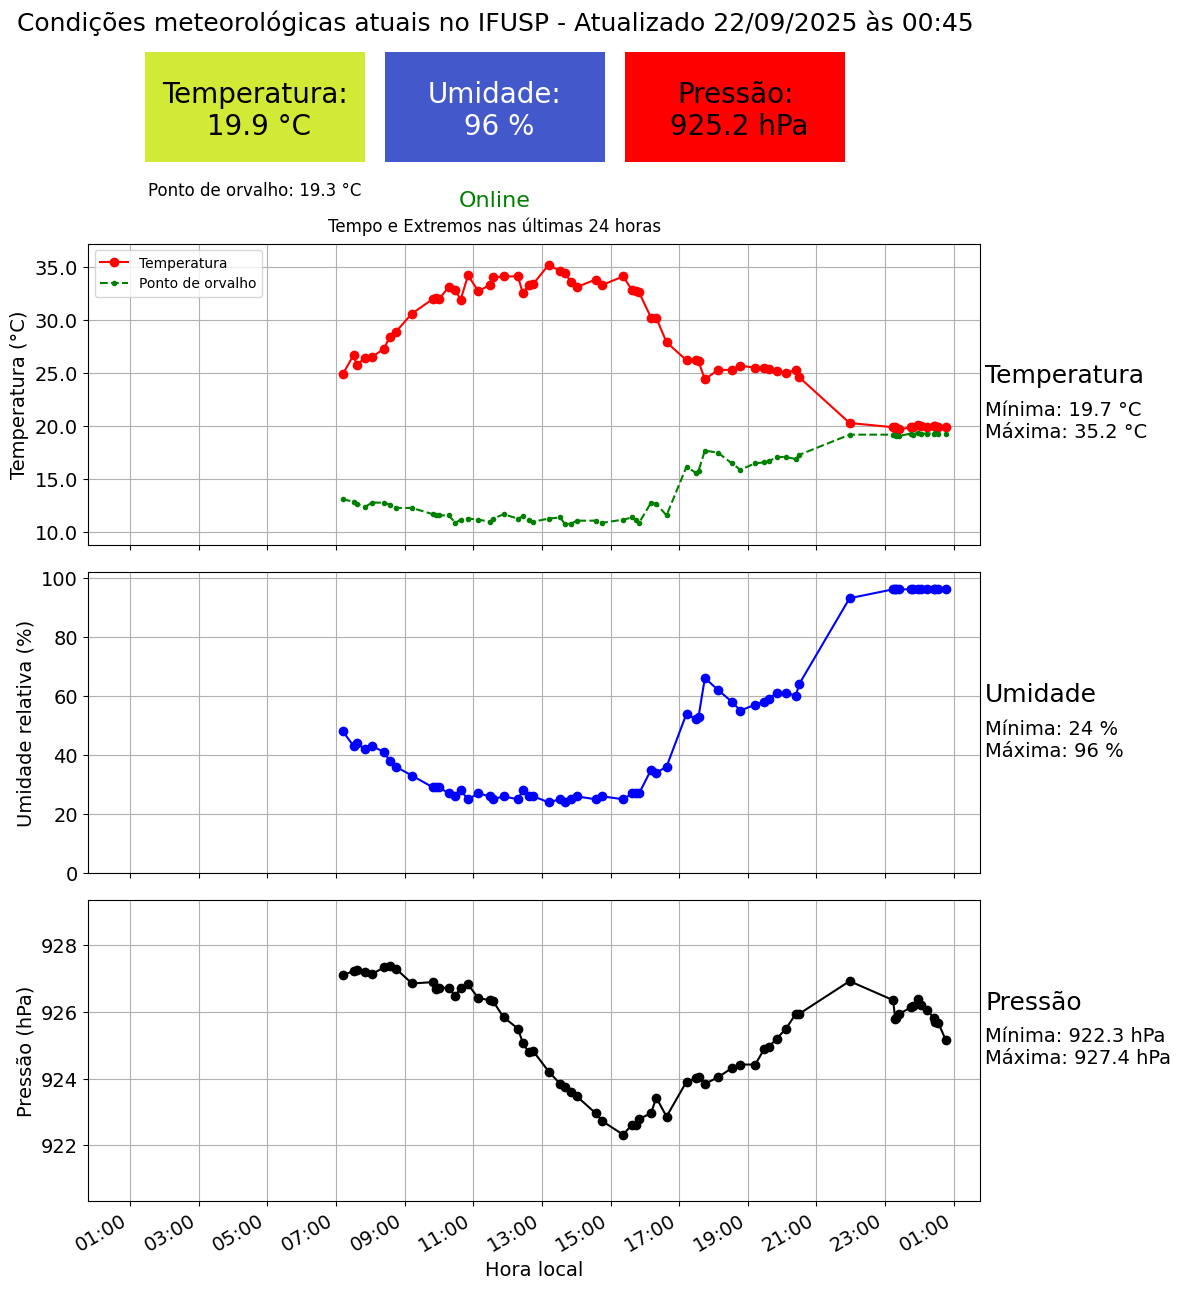 Condições meteorológicas atuais no IFUSP - Atualizado 22/09/2025 às 00:45
Temperatura:
19.9 °C
Umidade:
96 %
Pressão:
925.2 hPa
Ponto de orvalho: 19.3 °C
Online
Tempo e Extremos nas últimas 24 horas
Temperatura
Ponto de orvalho
35.0
30.0
25.0
20.0
15.0
10.0
Temperatura (°C)
Temperatura
Mínima: 19.7 °C
Máxima: 35.2 °C
100
80
60
40
20
0
Umidade relativa (%)
Umidade
Mínima: 24 %
Máxima: 96 %
928
926
924
922
Pressão (hPa)
Pressão
Mínima: 922.3 hPa
Máxima: 927.4 hPa
01:00 03:00 05:00 07:00 09:00 11:00 13:00 15:00 17:00 19:00 21:00 23:00 01:00
Hora local